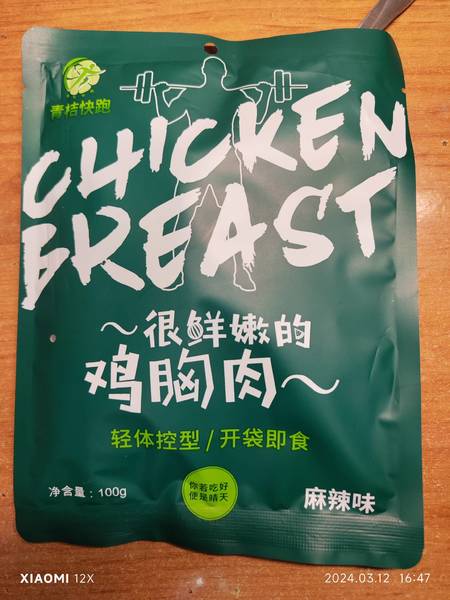 青桔快跑
CHICKEN
BREAST
～很鲜嫩的
鸡胸肉～
轻体控型/开袋即食
净含量：100g
你若吃好
便是晴天
麻辣味
XIAOMI 12X
2024.03.12 16:47